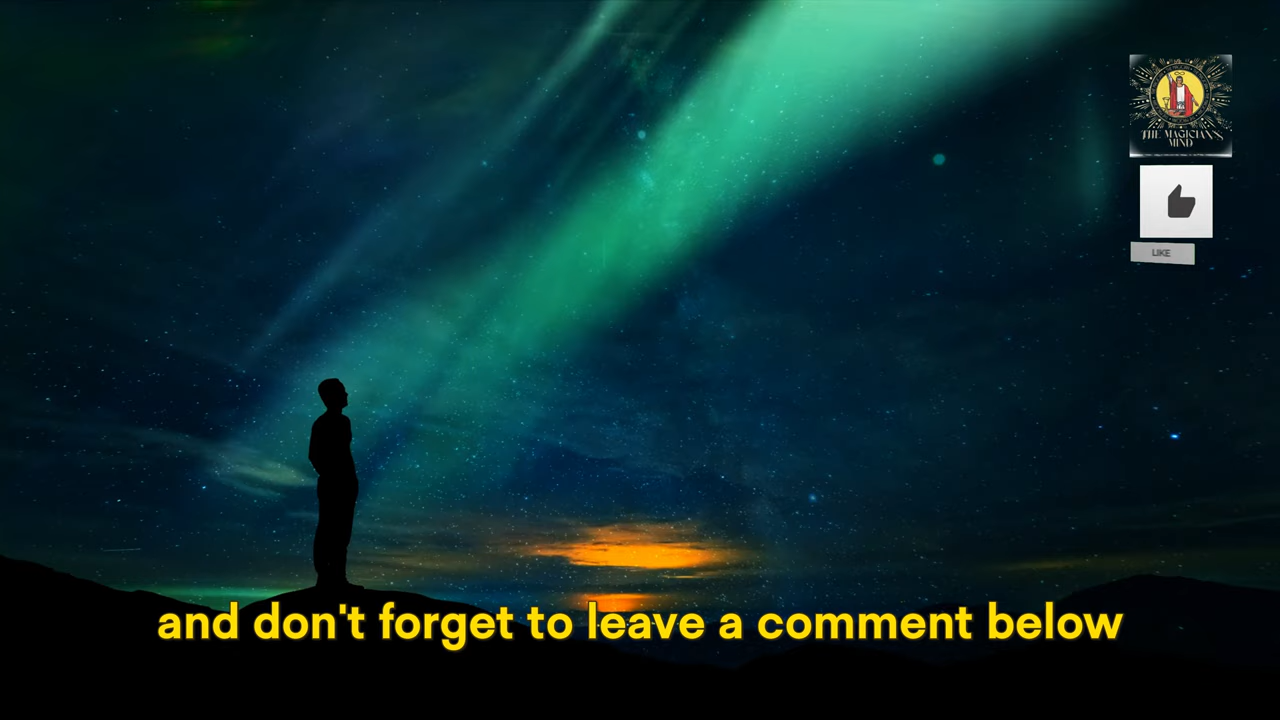 THE MAGICIAN'S
MIND
LIKE
and don't forget to leave a comment below